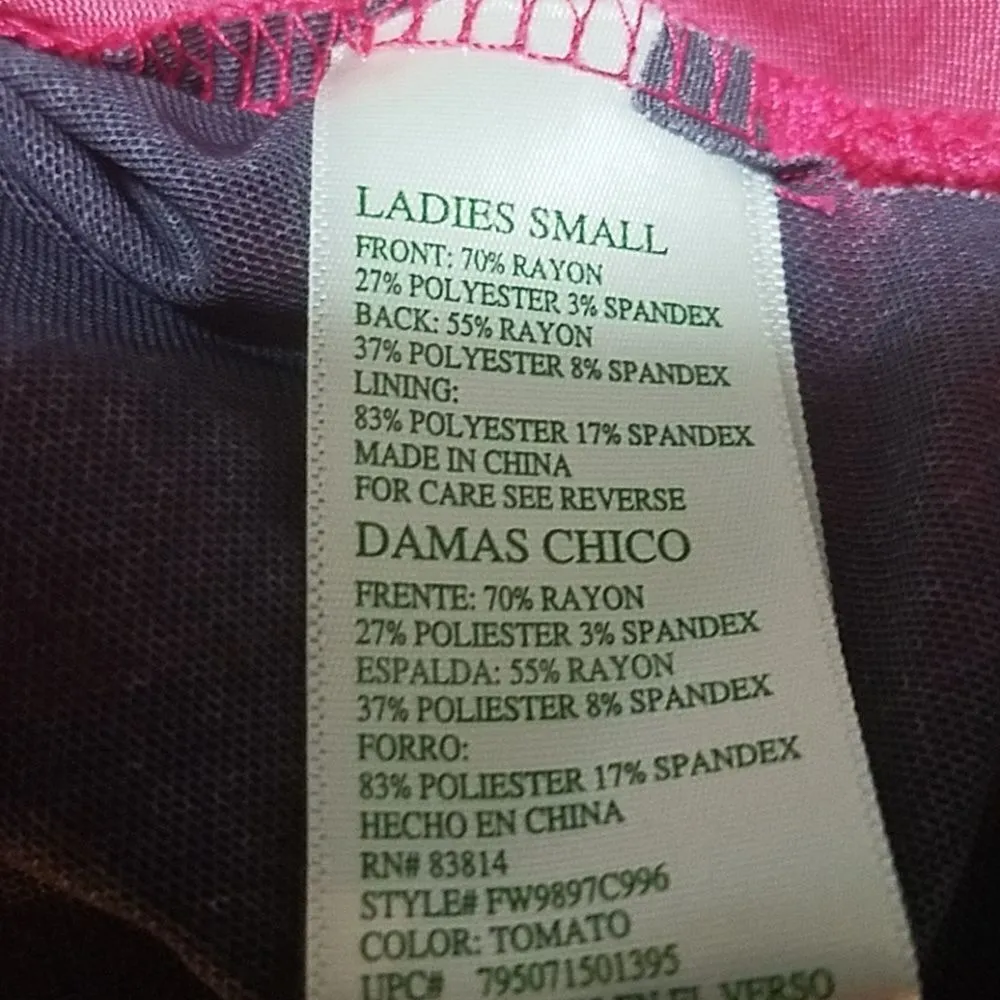 LADIES SMALL
FRONT: 70% RAYON
27% POLYESTER 3% SPANDEX
BACK: 55% RAYON
37% POLYESTER 8% SPANDEX
LINING:
83% POLYESTER 17% SPANDEX
MADE IN CHINA
FOR CARE SEE REVERSE
DAMAS CHICO
FRENTE: 70% RAYON
27% POLIESTER 3% SPANDEX
ESPALDA: 55% RAYON
37% POLIESTER 8% SPANDEX
FORRO:
83% POLIESTER 17% SPANDEX
HECHO EN CHINA
RN# 83814
STYLE# FW9897C996
COLOR: TOMATO
UPC# 795071501395
EN EL VERSO